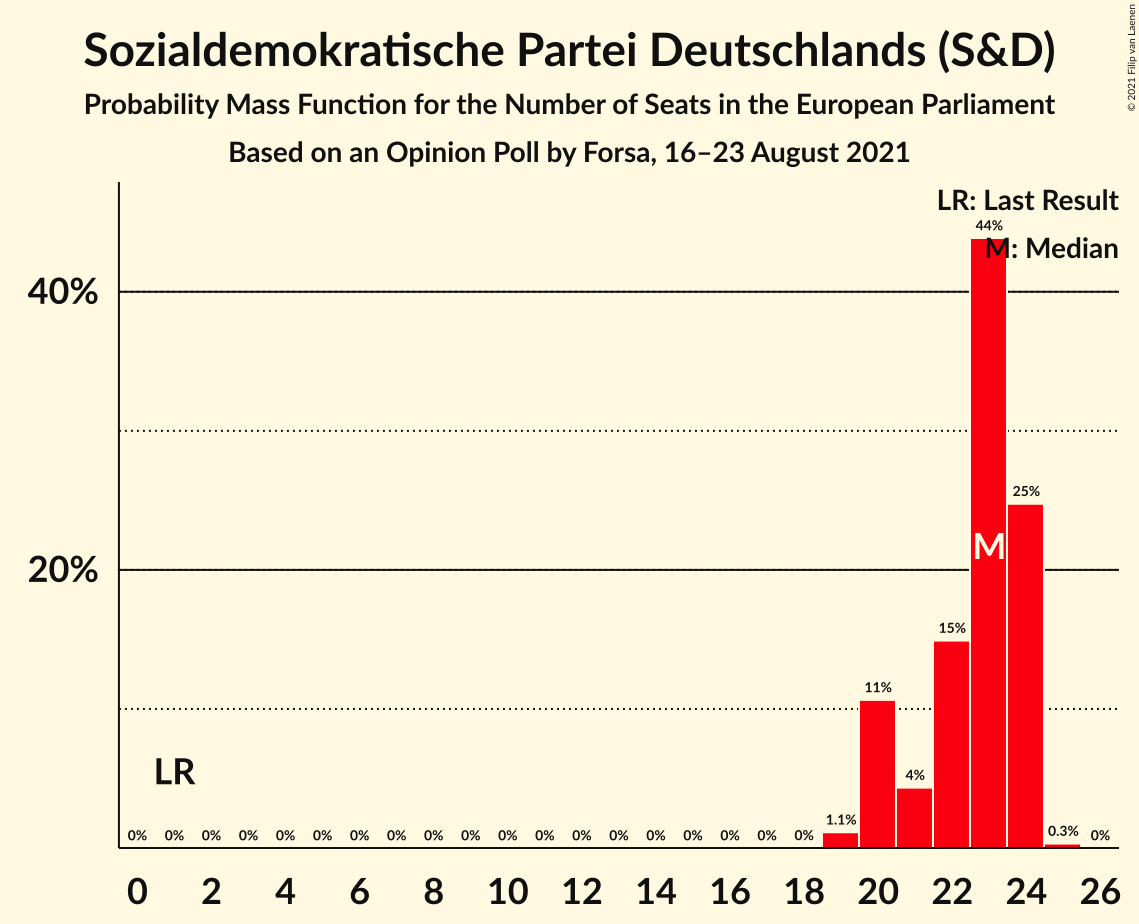 Sozialdemokratische Partei Deutschlands (S&D)
Probability Mass Function for the Number of Seats in the European Parliament
Based on an Opinion Poll by Forsa, 16–23 August 2021
© 2021 Filip van Laenen
LR: Last Result
M: Median
40%
20%
44%
25%
M
15%
11%
4%
LR
0% 0% 0% 0% 0% 0% 0% 0% 0% 0% 0% 0% 0% 0% 0% 0% 0% 0% 0% 1.1% 0.3% 0%
0 2 4 6 8 10 12 14 16 18 20 22 24 26